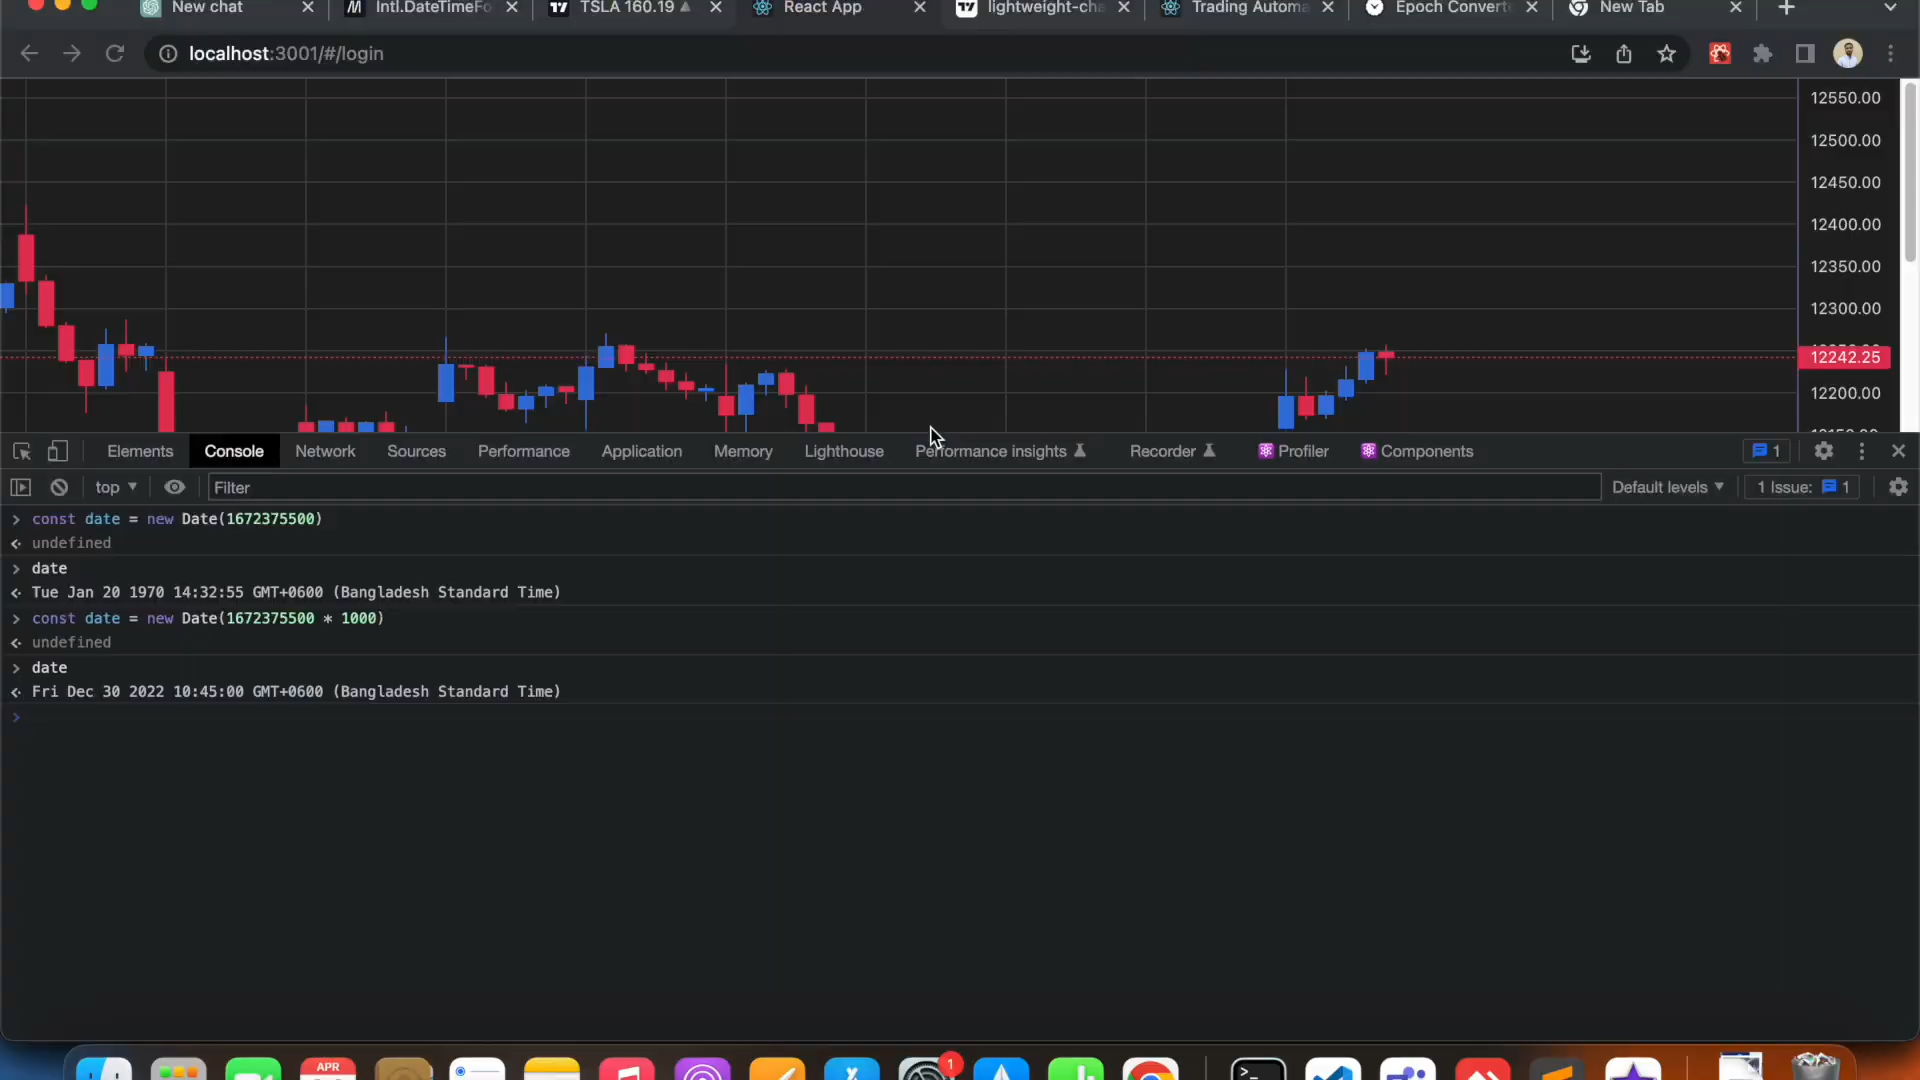 New chat
Intl.DateTimeFo
TSLA 160.19
React App
lightweight-cha
Trading Automa
Epoch Converte
New Tab
localhost:3001/#/login
12550.00
12500.00
12450.00
12400.00
12350.00
12300.00
12242.25
12200.00
Elements Console Network Sources Performance Application Memory Lighthouse Performance insights Recorder Profiler Components 1
top Filter Default levels 1 Issue: 1
> const date = new Date(1672375500)
undefined
> date
Tue Jan 20 1970 14:32:55 GMT+0600 (Bangladesh Standard Time)
> const date = new Date(1672375500 * 1000)
undefined
> date
Fri Dec 30 2022 10:45:00 GMT+0600 (Bangladesh Standard Time)
>
APR
1